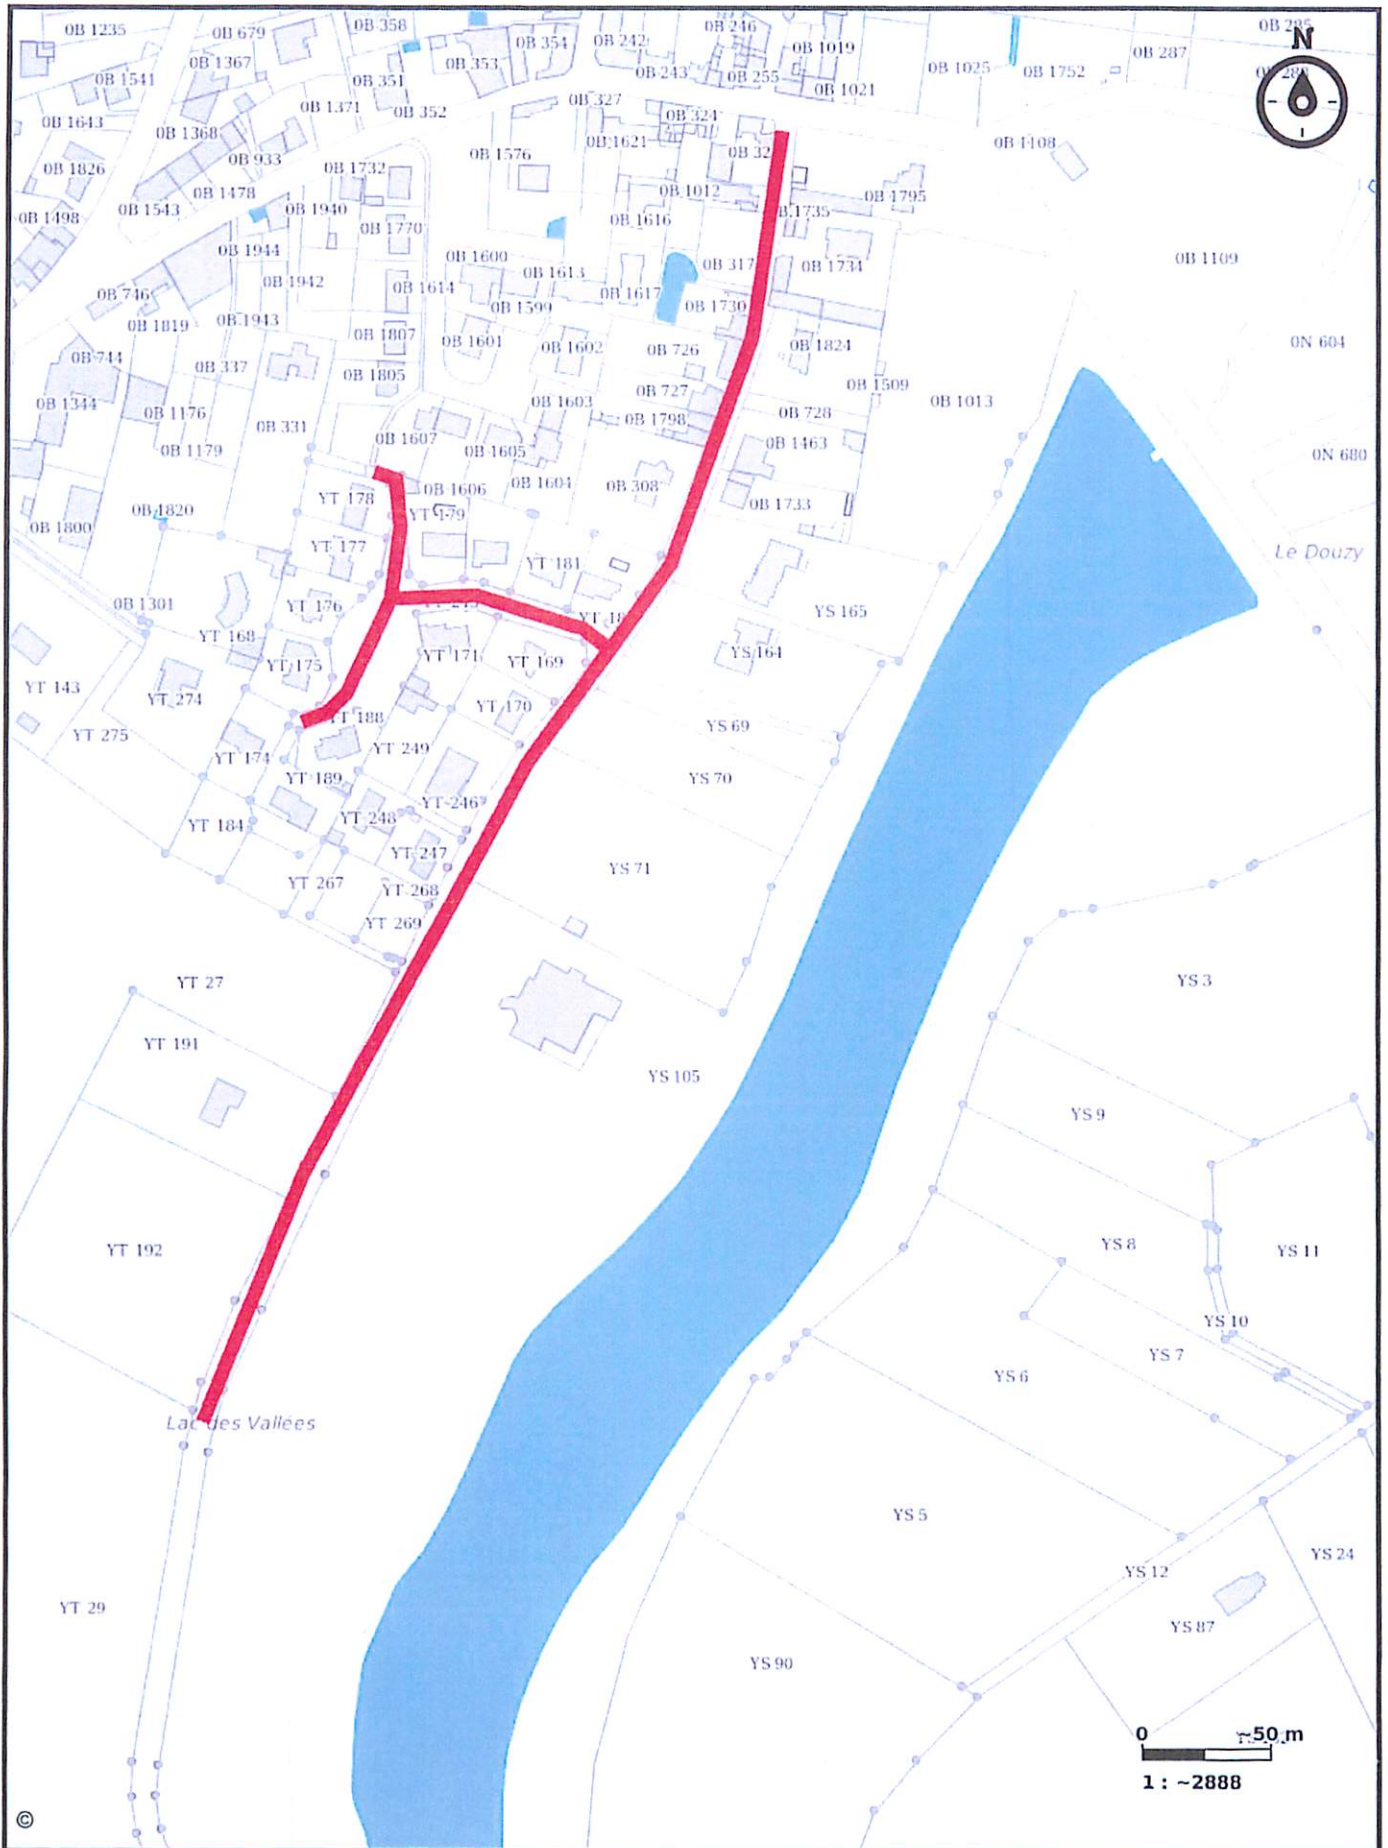 0B 1235
0B 679
0B 358
0B 354
0B 242
0B 246
0B 1019
0B 285
N
0B 1367
0B 353
0B 243
0B 255
0B 1025
0B 1752
0B 287
0B 1541
0B 351
0B 1021
0B 1371
0B 352
0B 327
0B 324
0B 1643
0B 1368
0B 1621
0B 1108
0B 933
0B 1576
0B 32
0B 1826
0B 1732
0B 1478
0B 1012
0B 1795
0B 1498
0B 1543
0B 1940
0B 1616
B 1735
0B 1770
0B 1944
0B 1600
0B 1613
0B 317
0B 1734
0B 1109
0B 746
0B 1942
0B 1614
0B 1599
0B 1617
0B 1730
0B 1819
0B 1943
0B 1807
0B 1601
0B 1602
0B 726
0B 1824
0N 604
0B 744
0B 337
0B 1805
0B 727
0B 1509
0B 1344
0B 1176
0B 331
0B 1603
0B 1798
0B 728
0B 1013
0B 1179
0B 1607
0B 1605
0B 1463
0N 680
0B 1606
0B 1604
0B 308
YT 178
0B 1800
0B 1820
YT 179
0B 1733
YT 177
YT 181
Le Douzy
0B 1301
YT 176
YT 18
YS 165
YT 168
YT 175
YT 171
YT 169
YS 164
YT 143
YT 274
YT 188
YT 170
YS 69
YT 275
YT 174
YT 249
YS 70
YT 189
YT 246
YT 184
YT 248
YT 247
YS 71
YT 267
YT 268
YT 269
YT 27
YS 3
YT 191
YS 105
YS 9
YT 192
YS 8
YS 11
YS 10
YS 7
YS 6
Lac des Vallées
YS 5
YS 12
YS 24
YT 29
YS 87
YS 90
0 ~50 m
1 : ~2888
©